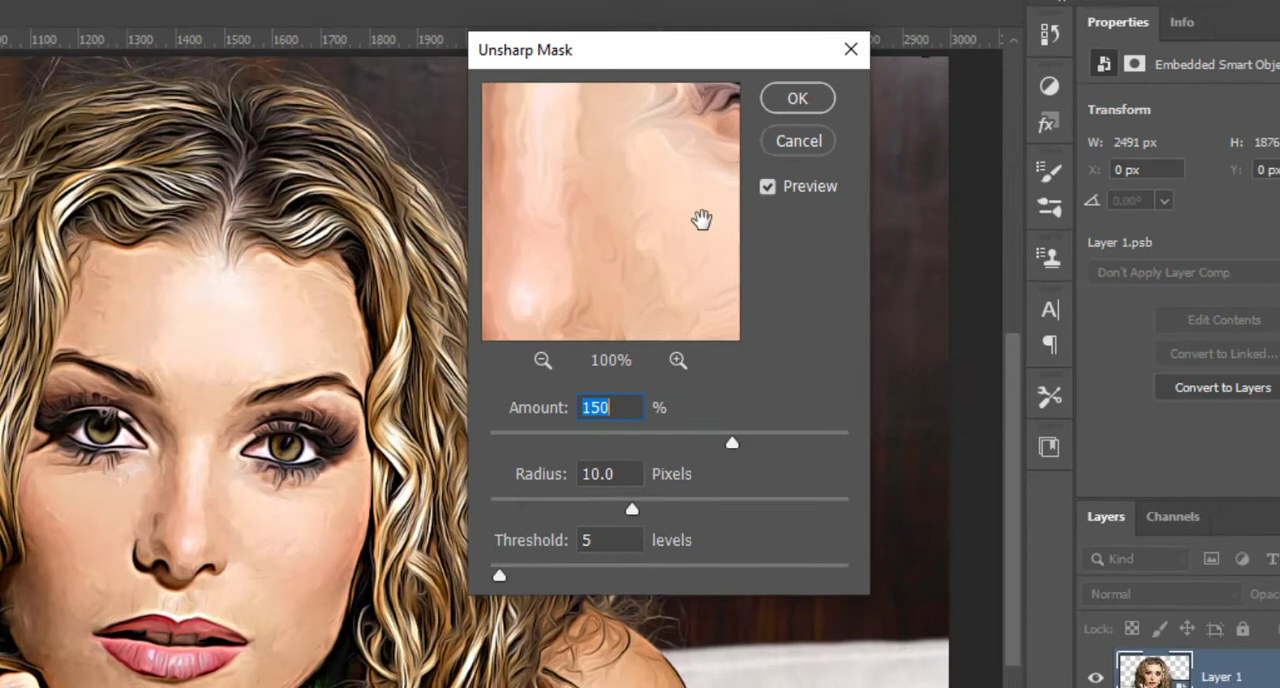 1100 1200 1300 1400 1500 1600 1700 1800 1900 2900 3000
Unsharp Mask
OK
Cancel
Preview
100%
Amount: 150 %
Radius: 10.0 Pixels
Threshold: 5 levels
Properties Info
Embedded Smart Obje
Transform
W: 2491 px H: 1876
X: 0 px Y: 0 px
0.00°
Layer 1.psb
Don't Apply Layer Comp
Edit Contents
Convert to Linked...
Convert to Layers
Layers Channels
Kind
Normal Opac
Lock:
Layer 1